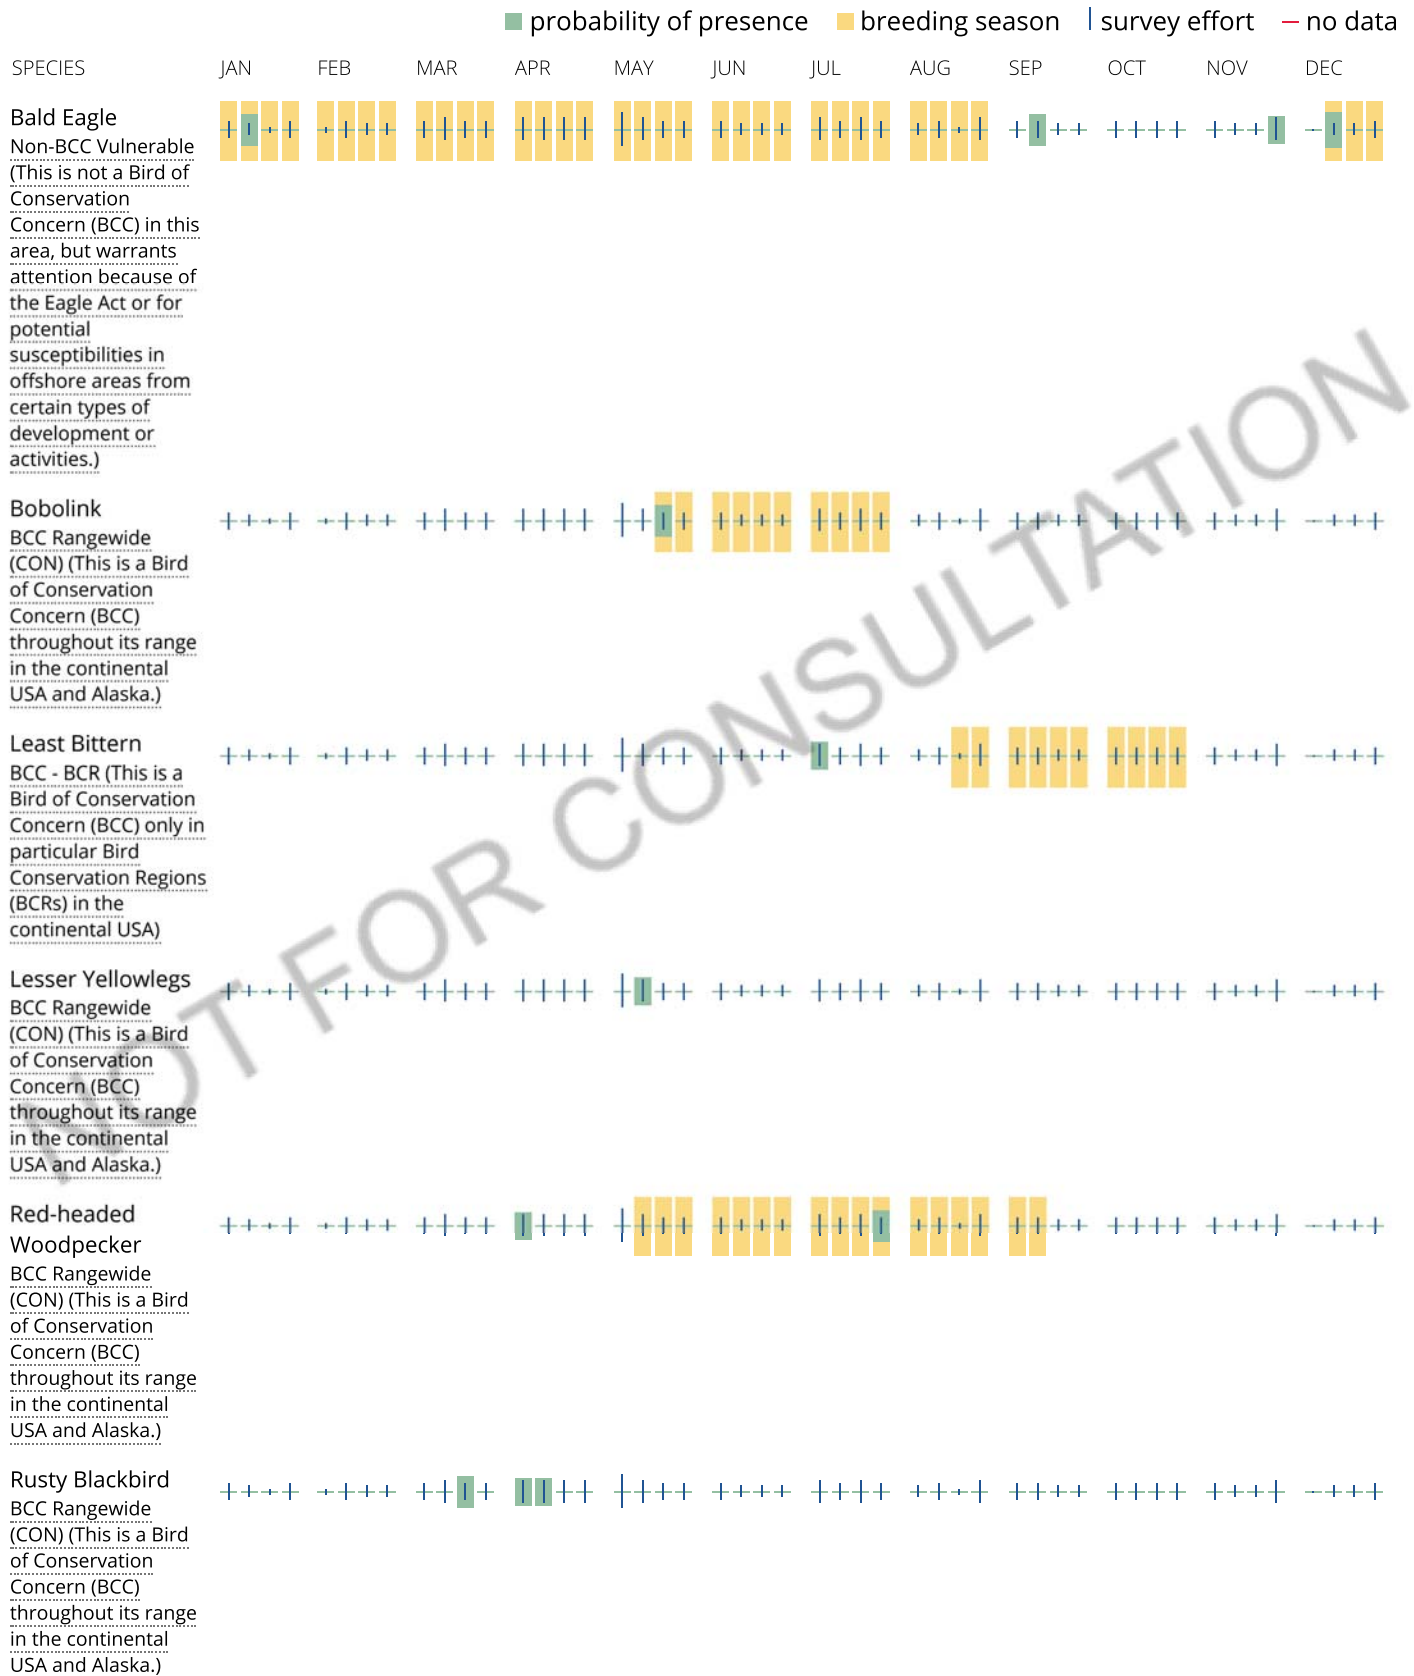 probability of presence breeding season survey effort no data
SPECIES JAN FEB MAR APR MAY JUN JUL AUG SEP OCT NOV DEC
Bald Eagle
Non-BCC Vulnerable
(This is not a Bird of
Conservation
Concern (BCC) in this
area, but warrants
attention because of
the Eagle Act or for
potential
susceptibilities in
offshore areas from
certain types of
development or
activities.)
Bobolink
BCC Rangewide
(CON) (This is a Bird
of Conservation
Concern (BCC)
throughout its range
in the continental
USA and Alaska.)
Least Bittern
BCC - BCR (This is a
Bird of Conservation
Concern (BCC) only in
particular Bird
Conservation Regions
(BCRs) in the
continental USA)
Lesser Yellowlegs
BCC Rangewide
(CON) (This is a Bird
of Conservation
Concern (BCC)
throughout its range
in the continental
USA and Alaska.)
Red-headed
Woodpecker
BCC Rangewide
(CON) (This is a Bird
of Conservation
Concern (BCC)
throughout its range
in the continental
USA and Alaska.)
Rusty Blackbird
BCC Rangewide
(CON) (This is a Bird
of Conservation
Concern (BCC)
throughout its range
in the continental
USA and Alaska.)
NOT FOR CONSULTATION